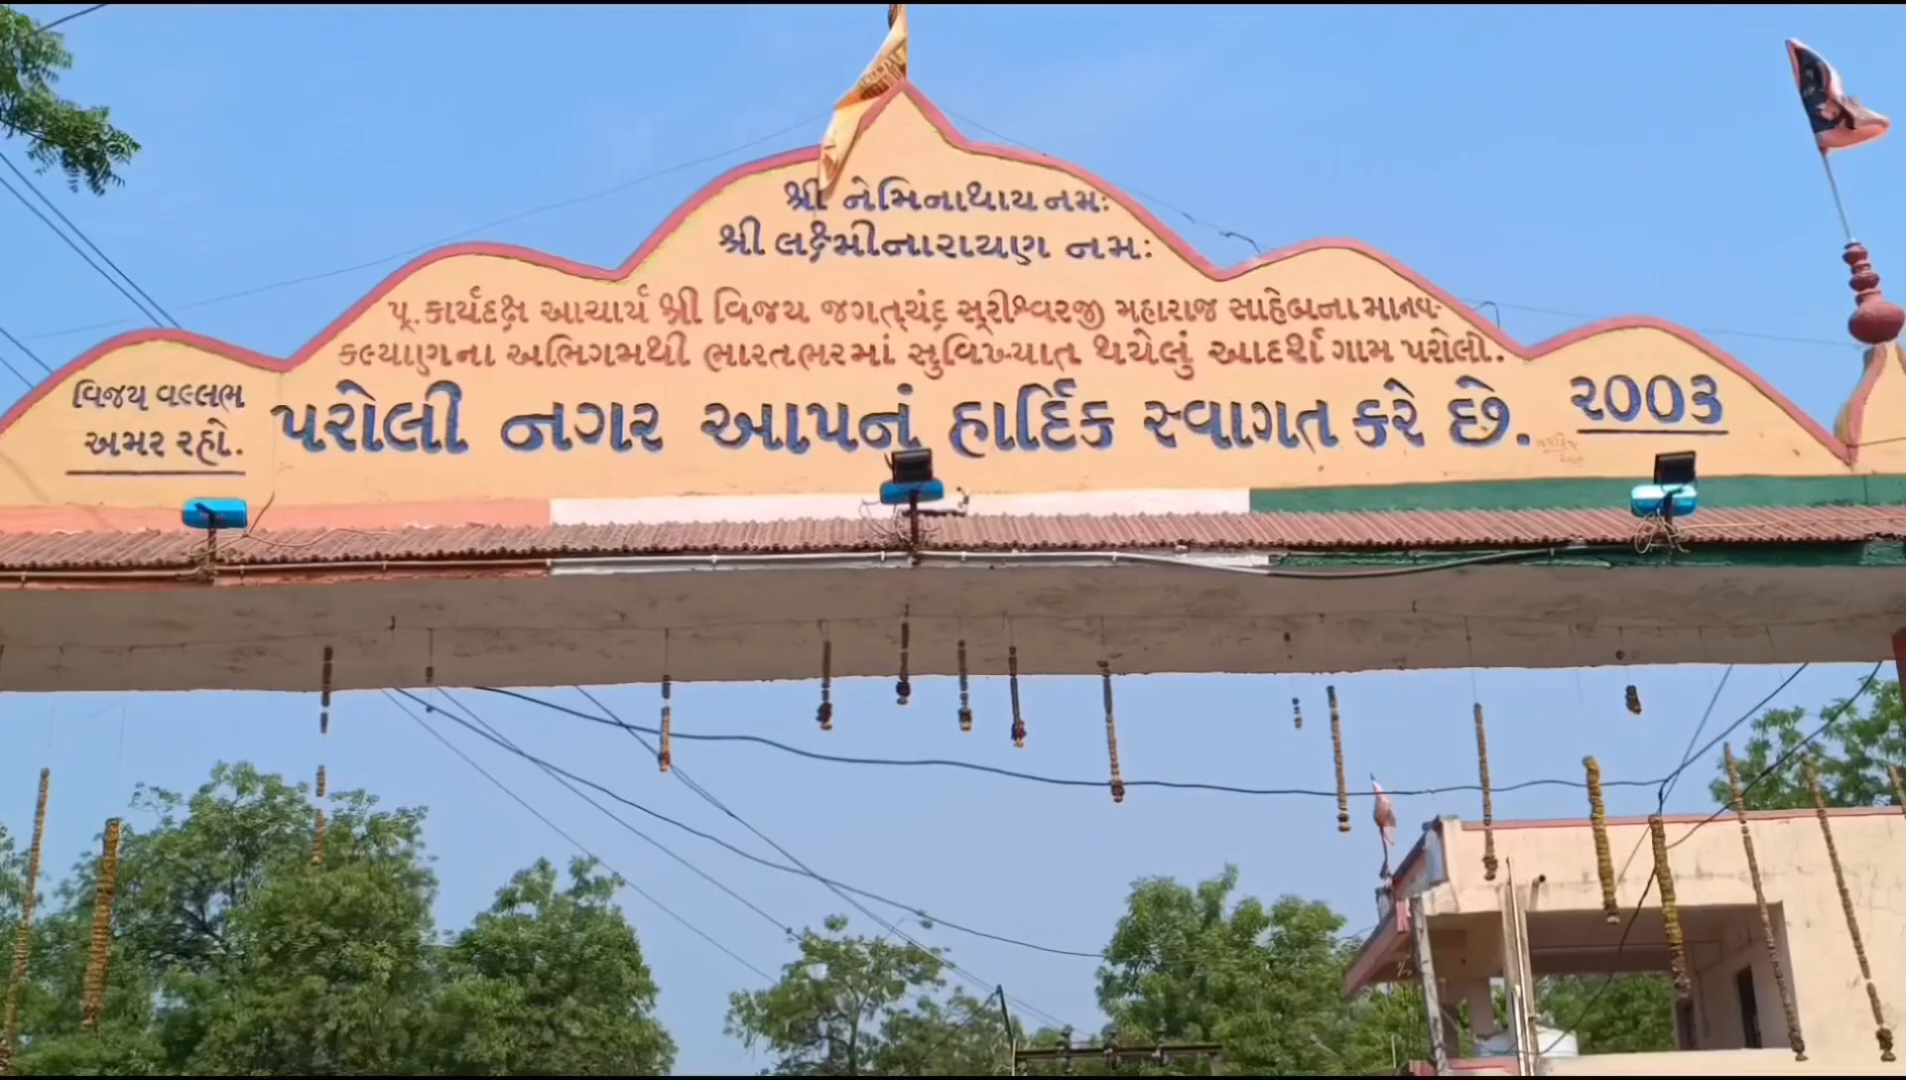 શ્રી નેમિનાથાય નમઃ
શ્રી લક્ષ્મીનારાયણ નમઃ
પ્ર.કાર્યદક્ષ આચાર્ય શ્રી વિજય જગત્ચંદ્ર સૂરીશ્વરજી મહારાજ સાહેબના માનવ-
કલ્યાણના અભિગમથી ભારતભરમાં સુવિખ્યાત થયેલું આદર્શ ગામ પરોલી.
વિજય વલ્લભ
અમર રહો.
પરોલી નગર આપનું હાર્દિક સ્વાગત કરે છે.
૨૦૦૩